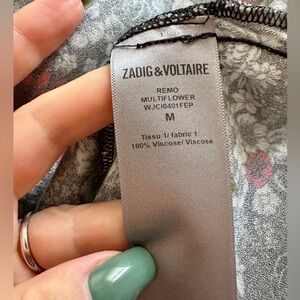 ZADIG & VOLTAIRE
REMO
MULTIFLOWER
WJCI0401FEP
M
Tissu 1/ fabric 1:
100% Viscose/ Viscose